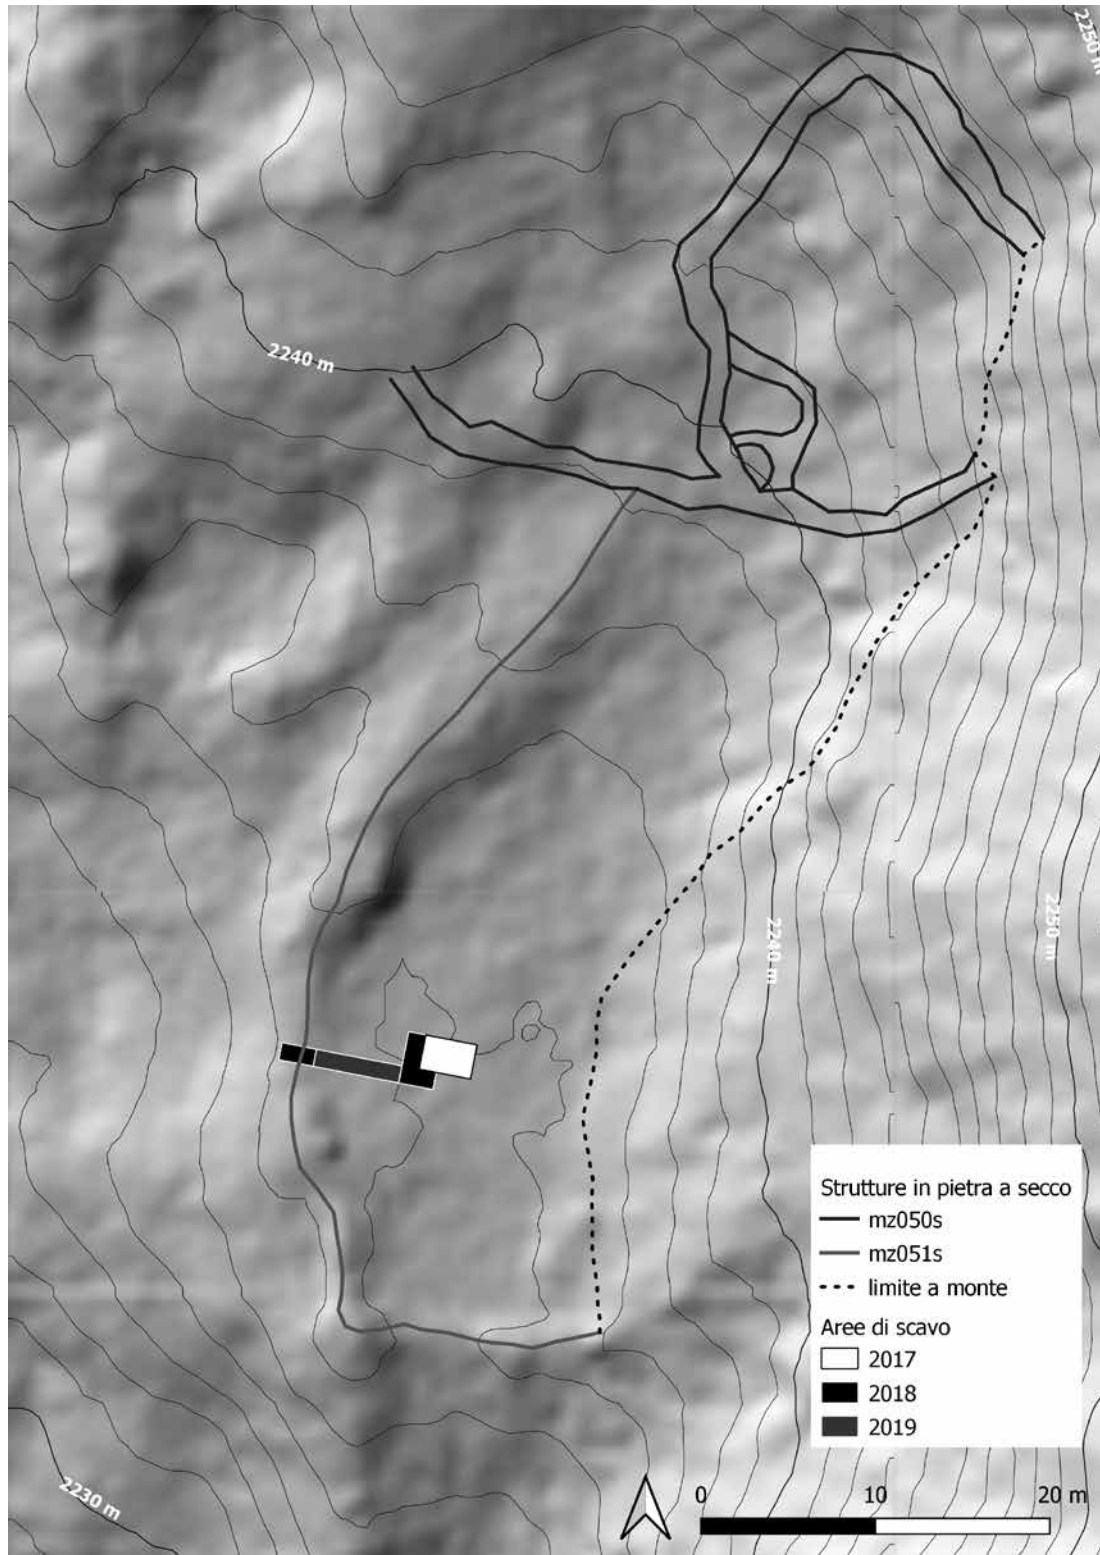 2250 m
2240 m
2240 m
2250 m
Strutture in pietra a secco
mz050s
mz051s
limite a monte
Aree di scavo
2017
2018
2019
2230 m
0 10 20 m